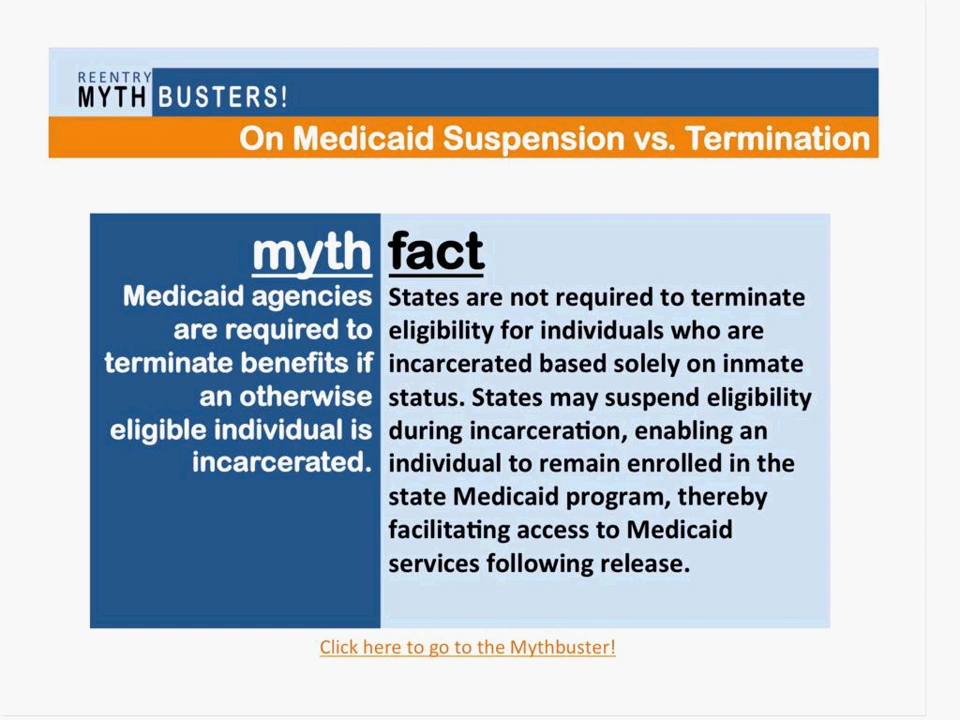 REENTRY
MYTH BUSTERS!
On Medicaid Suspension vs. Termination
myth
Medicaid agencies
are required to
terminate benefits if
an otherwise
eligible individual is
incarcerated.
fact
States are not required to terminate
eligibility for individuals who are
incarcerated based solely on inmate
status. States may suspend eligibility
during incarceration, enabling an
individual to remain enrolled in the
state Medicaid program, thereby
facilitating access to Medicaid
services following release.
Click here to go to the Mythbuster!